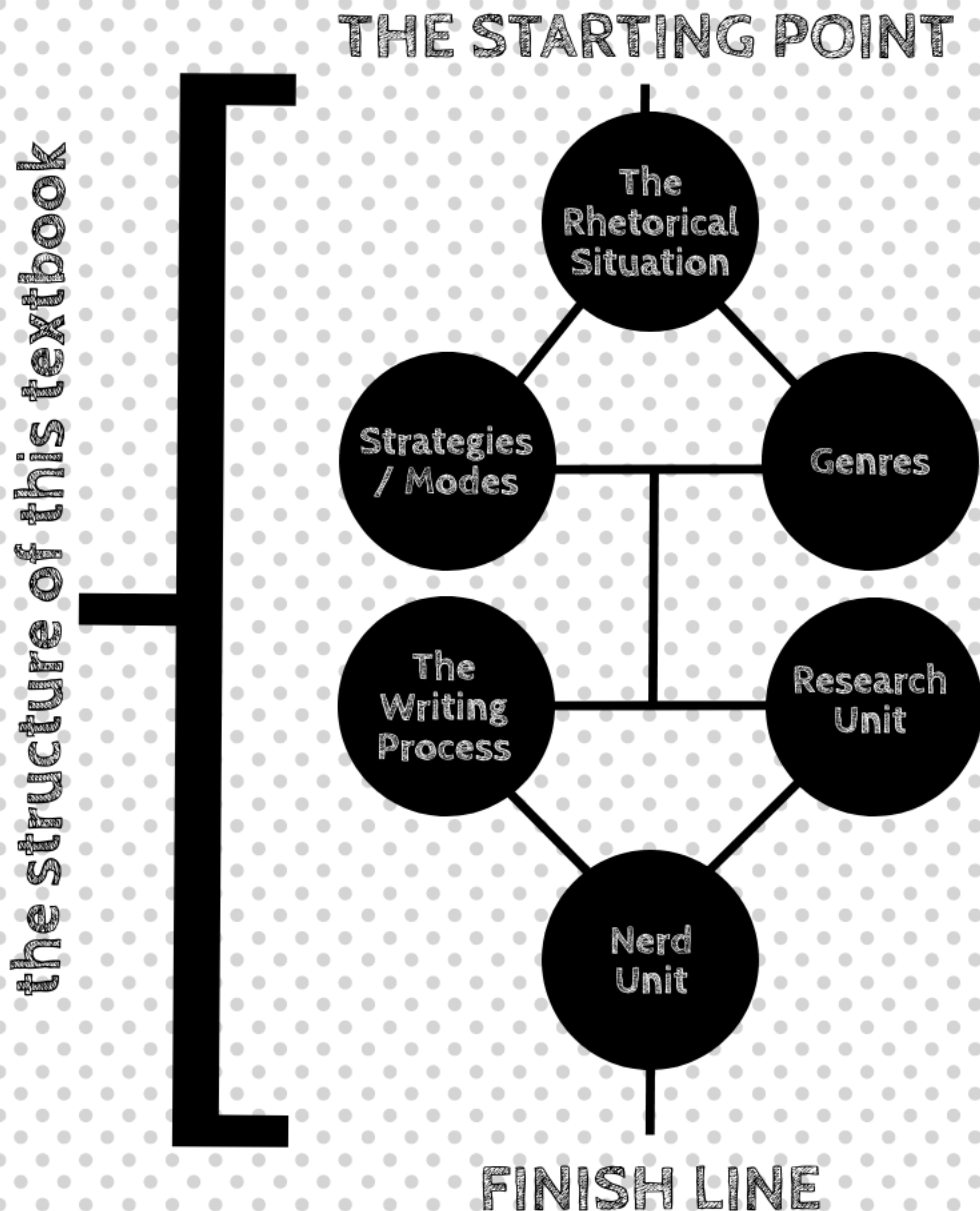 THE STARTING POINT
the structure of this textbook
The
Rhetorical
Situation
Strategies
/ Modes
Genres
The
Writing
Process
Research
Unit
Nerd
Unit
FINISH LINE